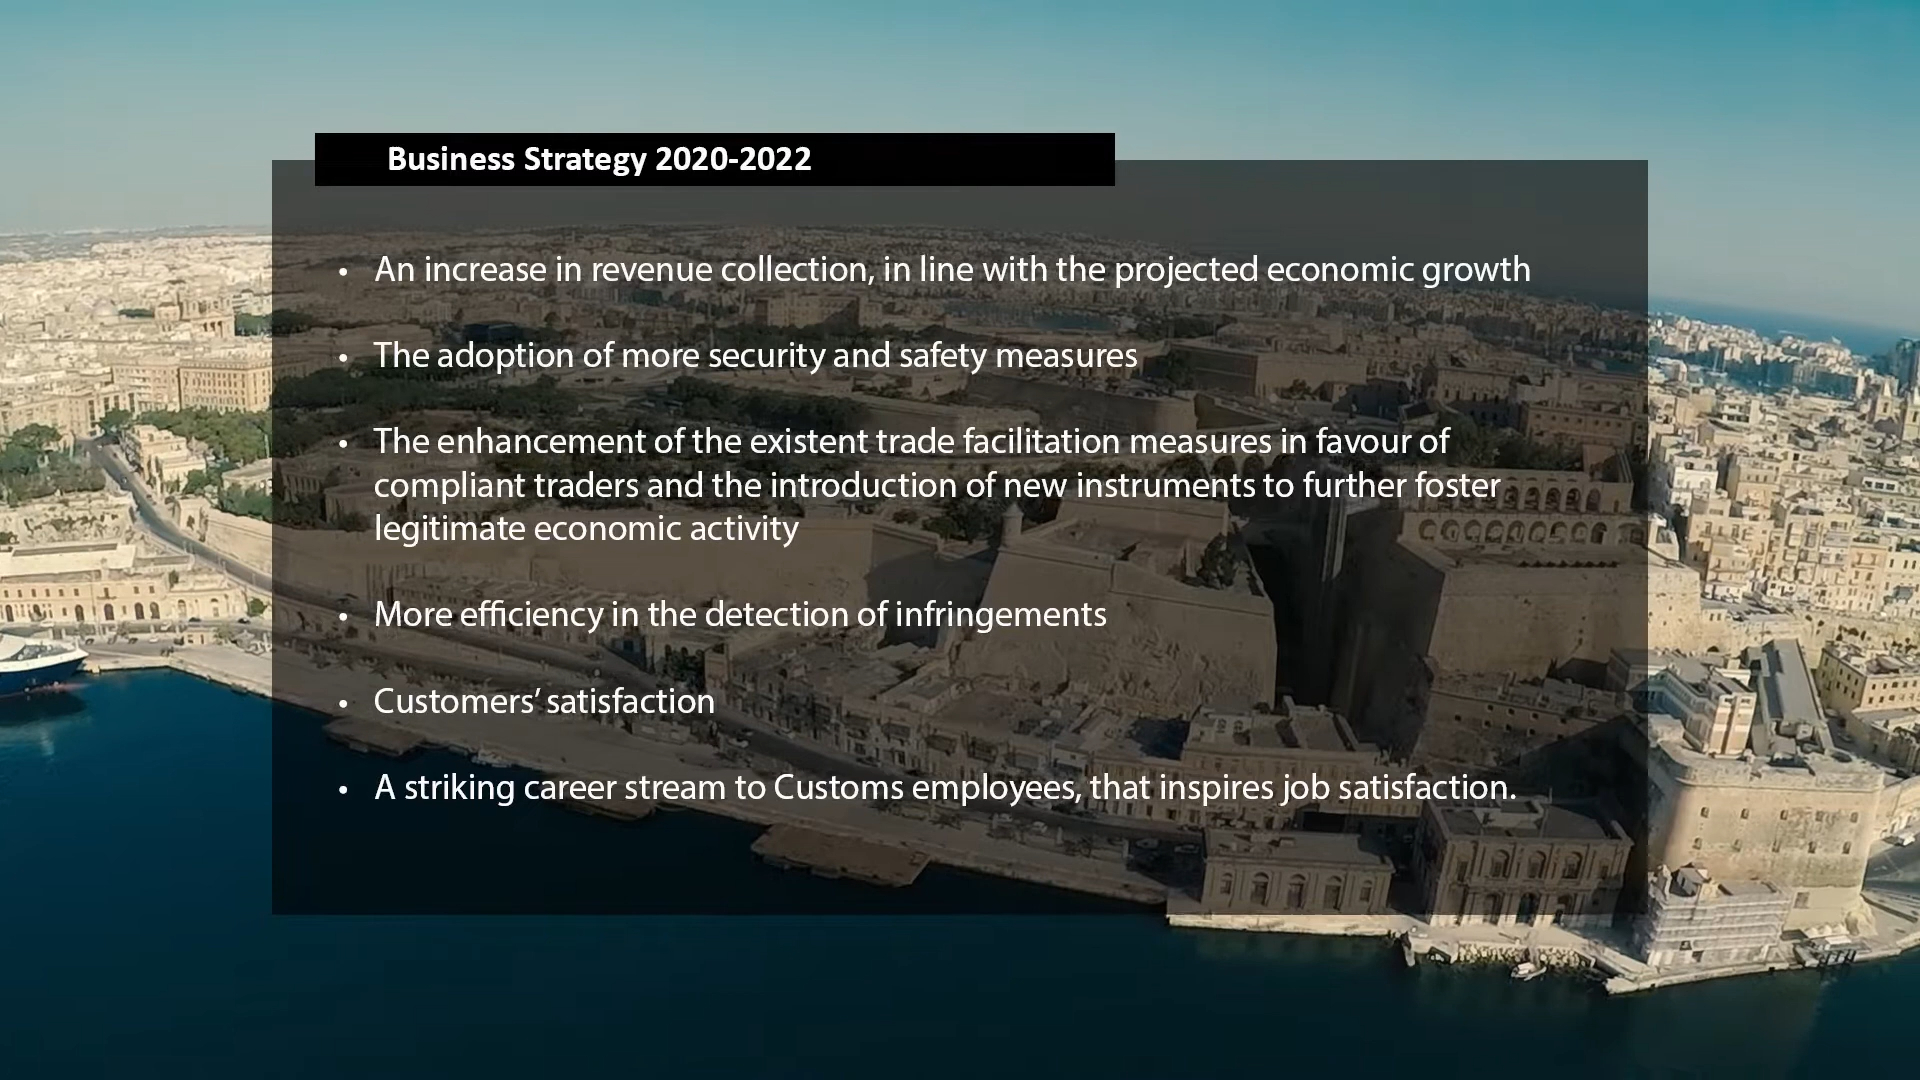 Business Strategy 2020-2022
• An increase in revenue collection, in line with the projected economic growth
• The adoption of more security and safety measures
• The enhancement of the existent trade facilitation measures in favour of
compliant traders and the introduction of new instruments to further foster
legitimate economic activity
• More efficiency in the detection of infringements
• Customers’ satisfaction
• A striking career stream to Customs employees, that inspires job satisfaction.